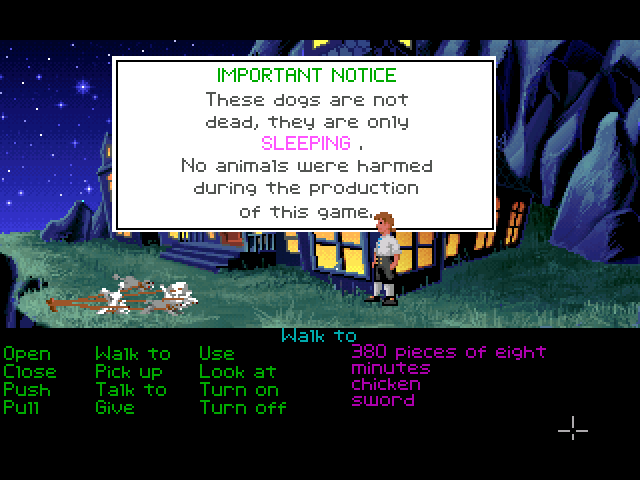 IMPORTANT NOTICE
These dogs are not
dead, they are only
SLEEPING .
No animals were harmed
during the production
of this game.
Walk to
Open Walk to Use 380 pieces of eight
Close Pick up Look at minutes
Push Talk to Turn on chicken
Pull Give Turn off sword